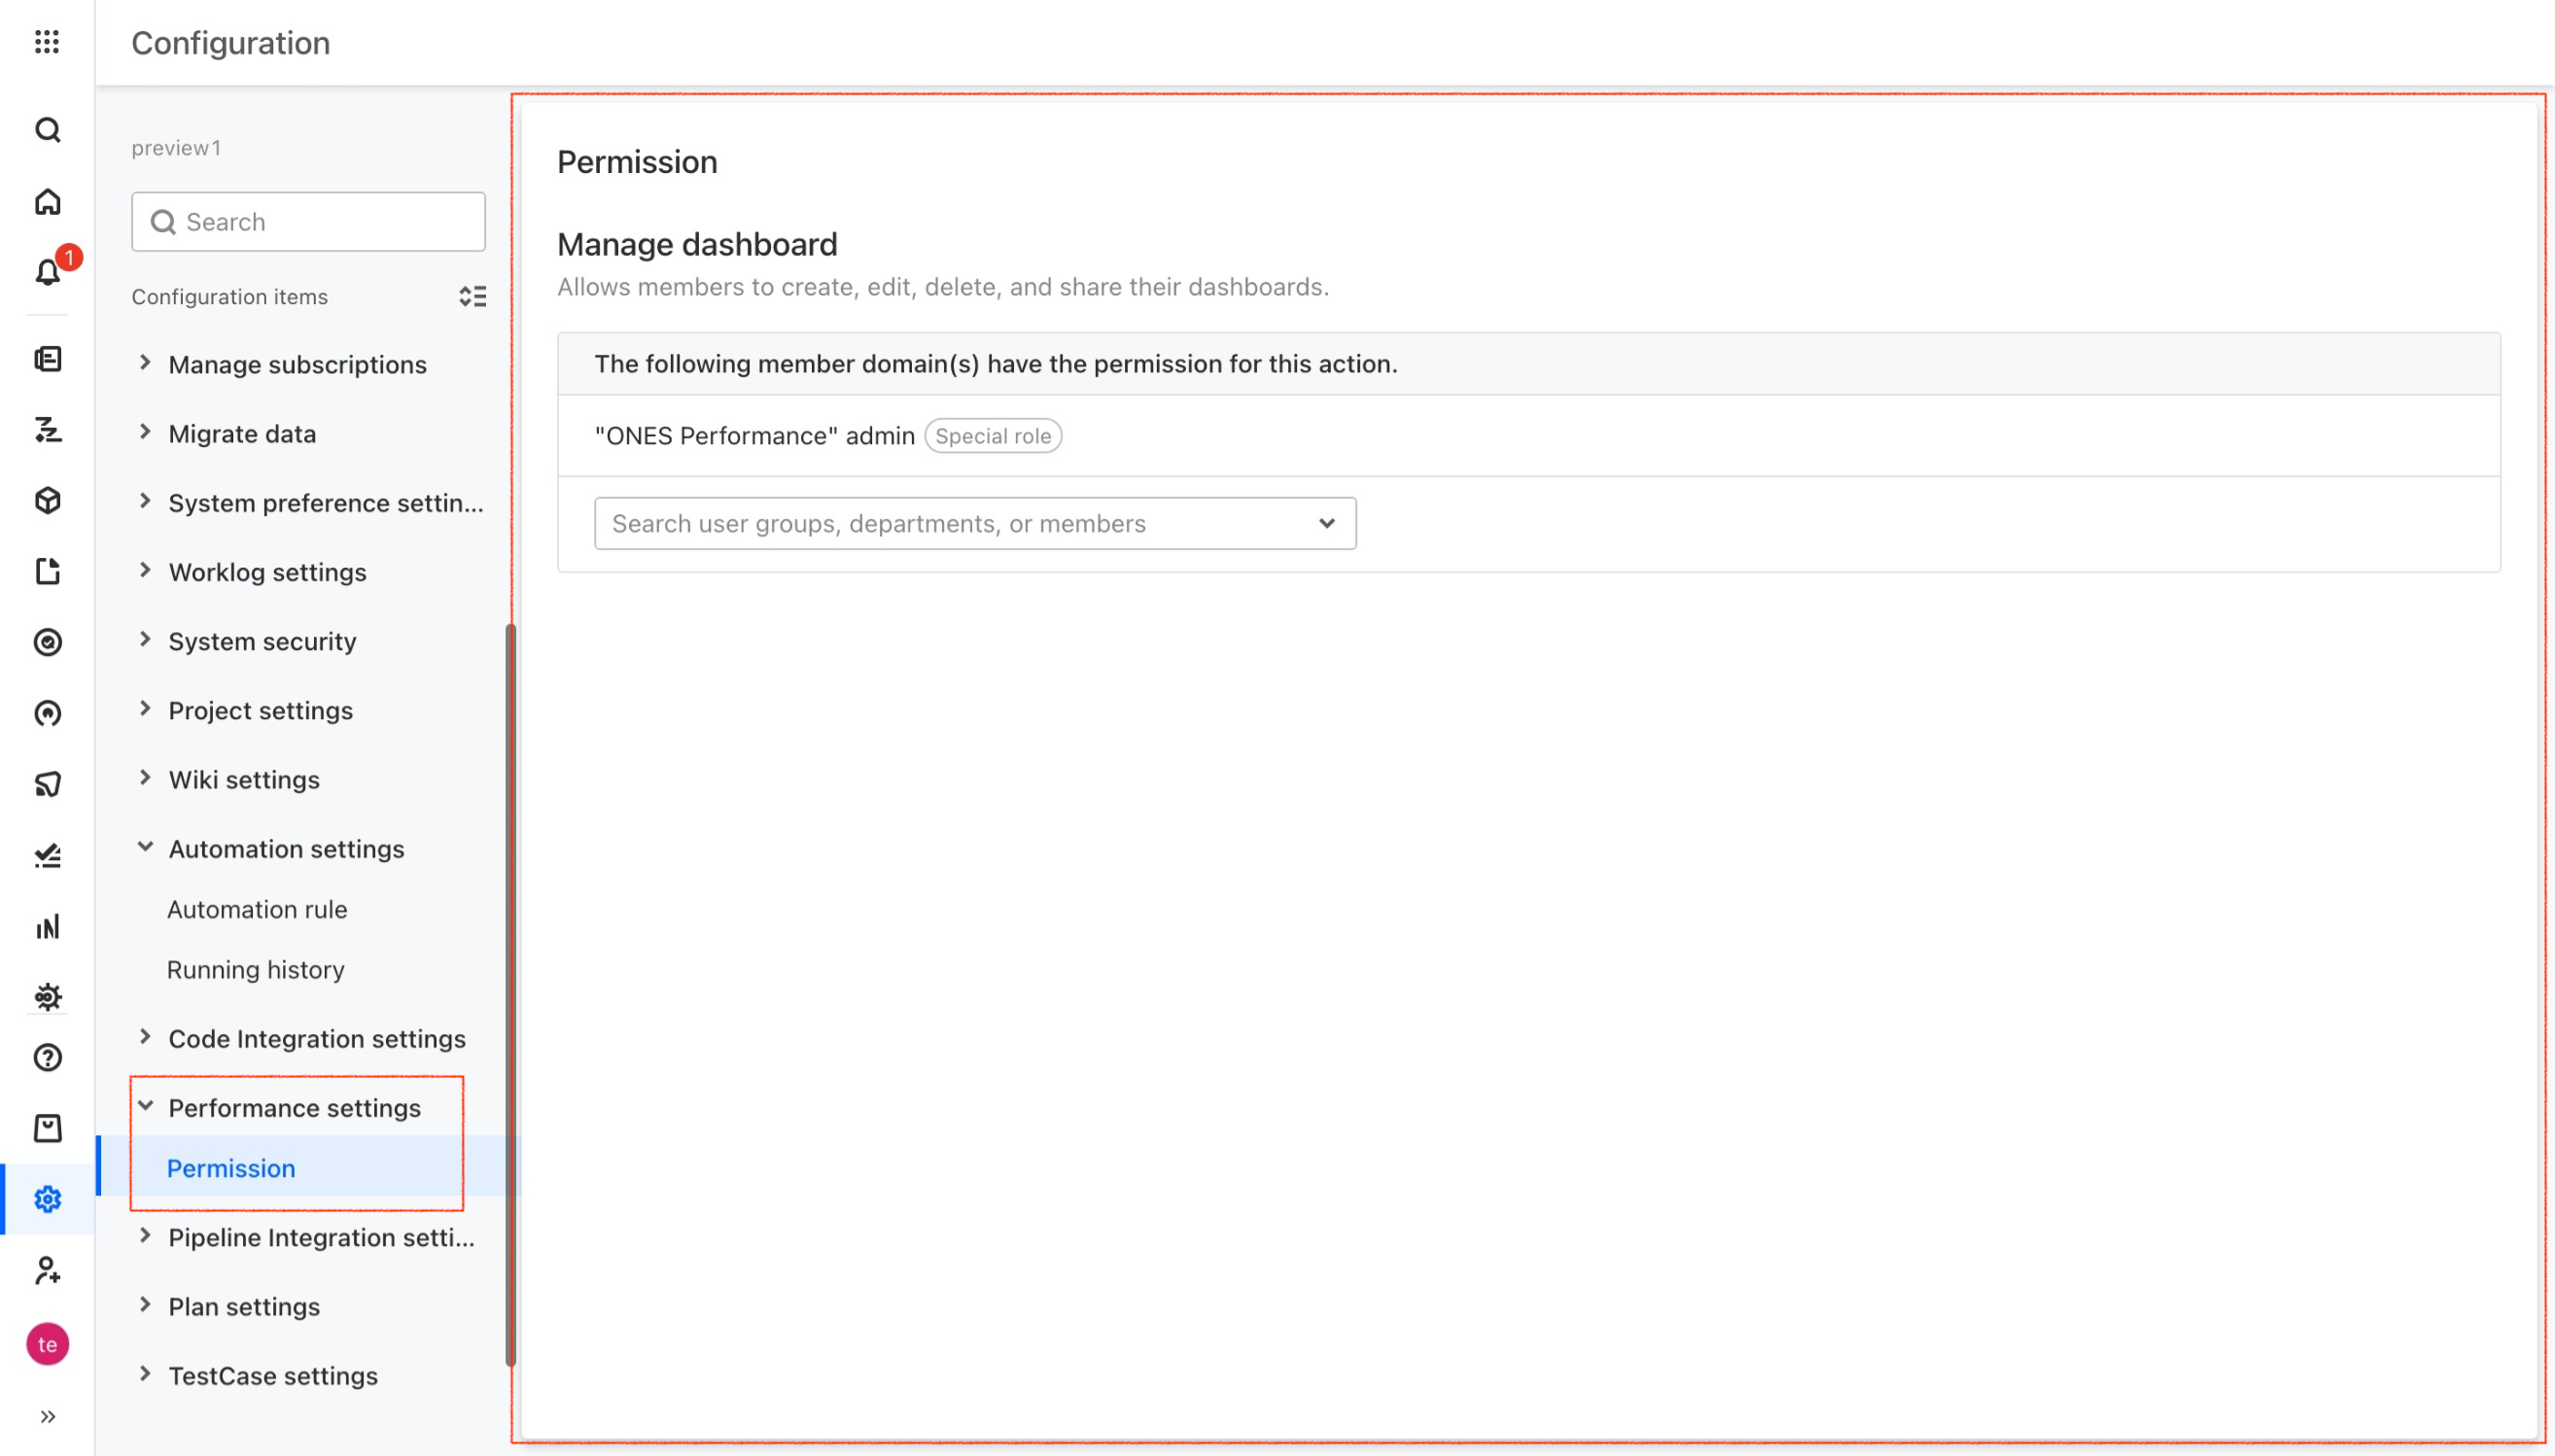 Configuration
1
preview1
Search
Configuration items
Manage subscriptions
Migrate data
System preference settin...
Worklog settings
System security
Project settings
Wiki settings
Automation settings
Automation rule
Running history
Code Integration settings
Performance settings
Permission
Pipeline Integration setti...
Plan settings
TestCase settings
te
Permission
Manage dashboard
Allows members to create, edit, delete, and share their dashboards.
The following member domain(s) have the permission for this action.
"ONES Performance" admin Special role
Search user groups, departments, or members